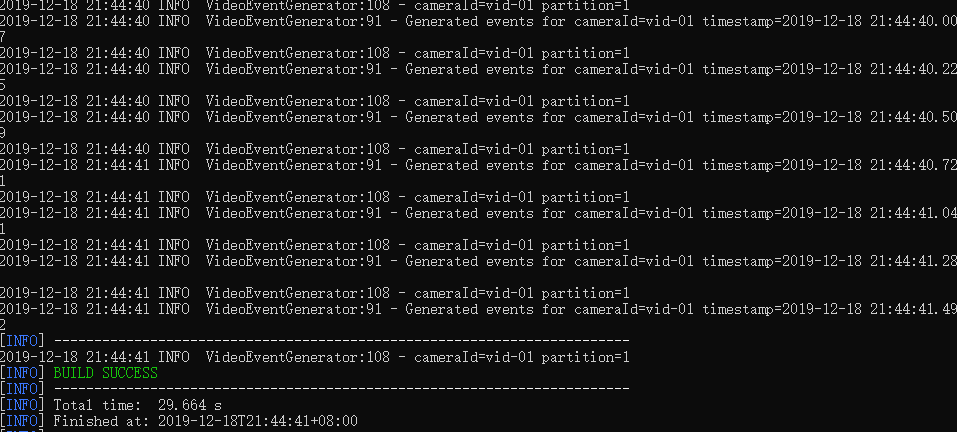 2019-12-18 21:44:40 INFO  VideoEventGenerator:108 - cameraId=vid-01 partition=1
2019-12-18 21:44:40 INFO  VideoEventGenerator:91 - Generated events for cameraId=vid-01 timestamp=2019-12-18 21:44:40.00
7
2019-12-18 21:44:40 INFO  VideoEventGenerator:108 - cameraId=vid-01 partition=1
2019-12-18 21:44:40 INFO  VideoEventGenerator:91 - Generated events for cameraId=vid-01 timestamp=2019-12-18 21:44:40.22
5
2019-12-18 21:44:40 INFO  VideoEventGenerator:108 - cameraId=vid-01 partition=1
2019-12-18 21:44:40 INFO  VideoEventGenerator:91 - Generated events for cameraId=vid-01 timestamp=2019-12-18 21:44:40.50
9
2019-12-18 21:44:40 INFO  VideoEventGenerator:108 - cameraId=vid-01 partition=1
2019-12-18 21:44:41 INFO  VideoEventGenerator:91 - Generated events for cameraId=vid-01 timestamp=2019-12-18 21:44:40.72
1
2019-12-18 21:44:41 INFO  VideoEventGenerator:108 - cameraId=vid-01 partition=1
2019-12-18 21:44:41 INFO  VideoEventGenerator:91 - Generated events for cameraId=vid-01 timestamp=2019-12-18 21:44:41.04
1
2019-12-18 21:44:41 INFO  VideoEventGenerator:108 - cameraId=vid-01 partition=1
2019-12-18 21:44:41 INFO  VideoEventGenerator:91 - Generated events for cameraId=vid-01 timestamp=2019-12-18 21:44:41.28
2019-12-18 21:44:41 INFO  VideoEventGenerator:108 - cameraId=vid-01 partition=1
2019-12-18 21:44:41 INFO  VideoEventGenerator:91 - Generated events for cameraId=vid-01 timestamp=2019-12-18 21:44:41.49
2
[INFO] ------------------------------------------------------------------------
2019-12-18 21:44:41 INFO  VideoEventGenerator:108 - cameraId=vid-01 partition=1
[INFO] BUILD SUCCESS
[INFO] ------------------------------------------------------------------------
[INFO] Total time:  29.664 s
[INFO] Finished at: 2019-12-18T21:44:41+08:00